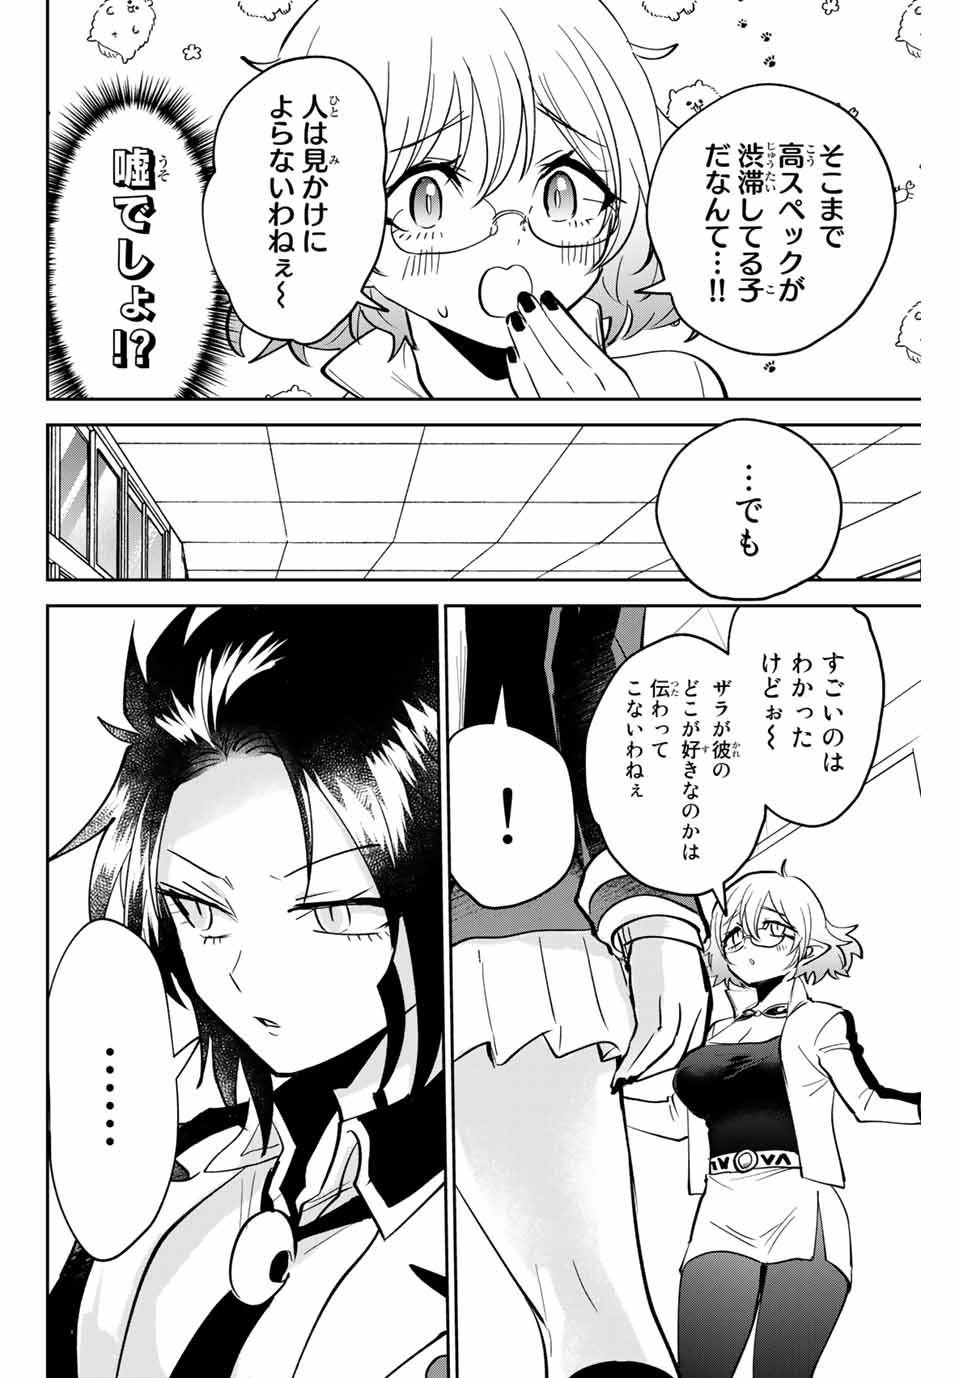 そこまで
高スペックが
渋滞してる子
だなんて…!!
人は見かけに
よらないわねぇ〜
嘘でしょ!?
…でも
すごいのは
わかった
けどぉ〜
ザラが彼の
どこが好きなのかは
伝わって
こないわねぇ
!
……